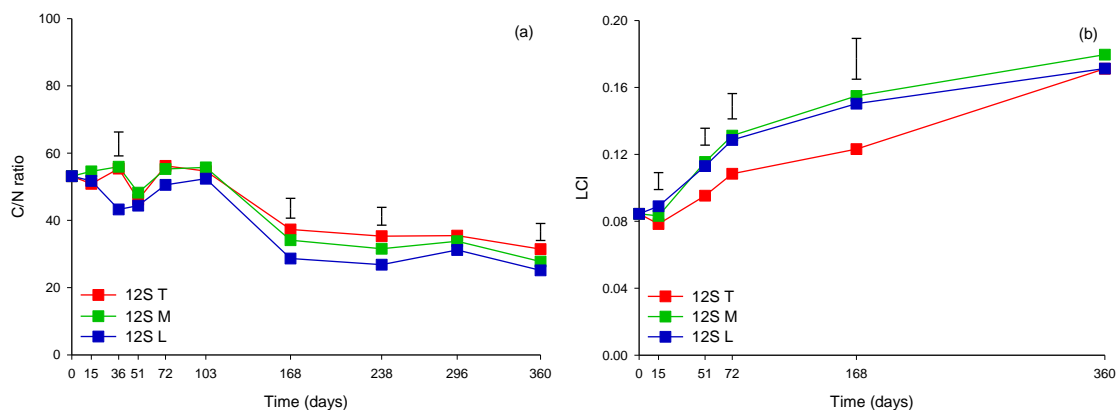 (a)
C/N ratio
100
80
60
40
20
0
12S T
12S M
12S L
0 15 36 51 72 103 168 238 296 360
Time (days)
(b)
LCI
0.20
0.16
0.12
0.08
0.04
0.00
12S T
12S M
12S L
0 15 51 72 168 360
Time (days)